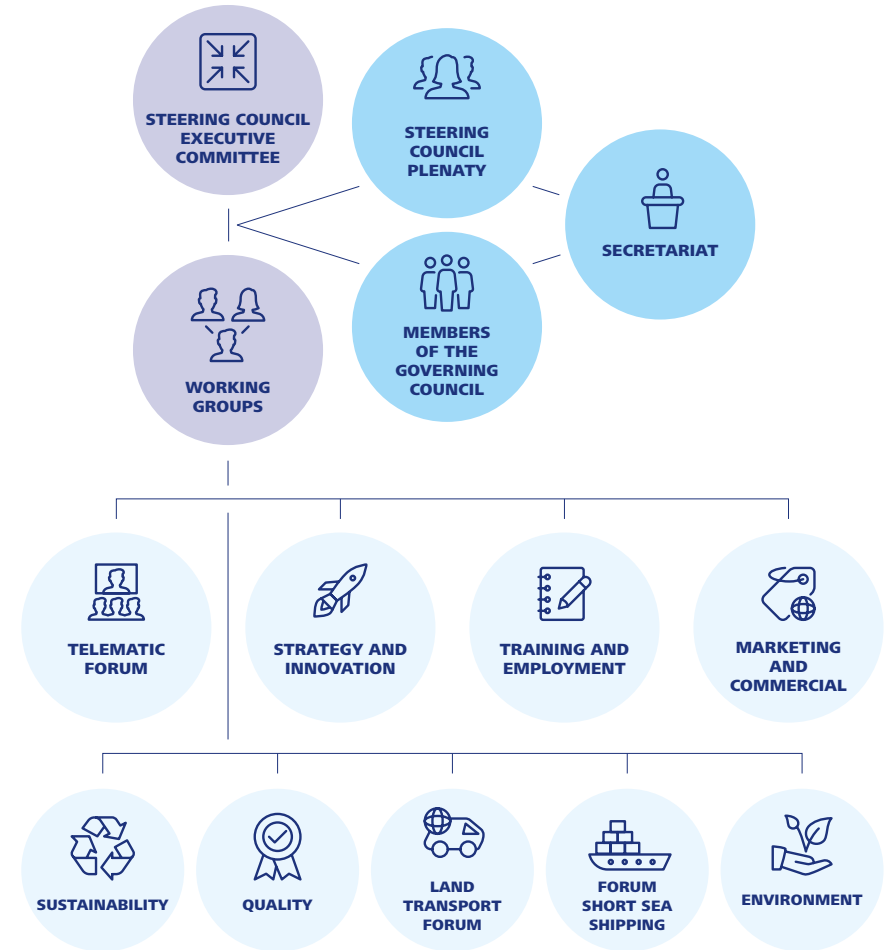 STEERING COUNCIL
EXECUTIVE
COMMITTEE
STEERING
COUNCIL
PLENATY
SECRETARIAT
MEMBERS
OF THE
GOVERNING
COUNCIL
WORKING
GROUPS
TELEMATIC
FORUM
STRATEGY AND
INNOVATION
TRAINING AND
EMPLOYMENT
MARKETING
AND
COMMERCIAL
SUSTAINABILITY
QUALITY
LAND
TRANSPORT
FORUM
FORUM
SHORT SEA
SHIPPING
ENVIRONMENT